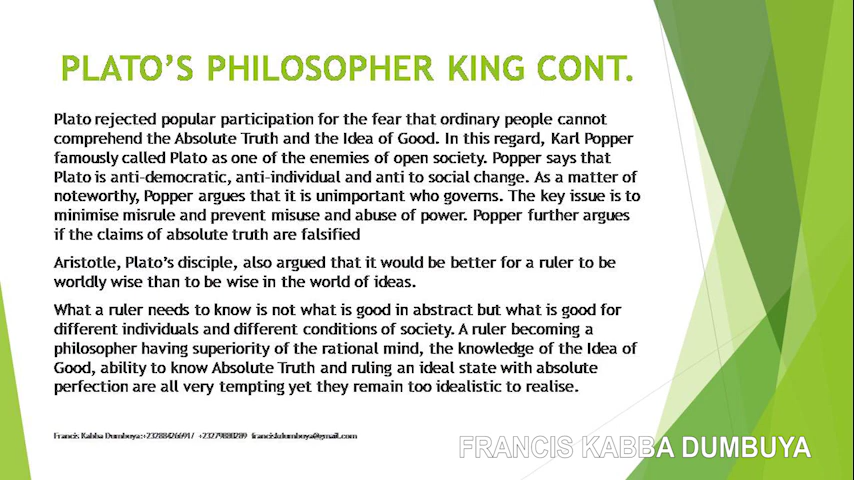 PLATO'S PHILOSOPHER KING CONT.
Plato rejected popular participation for the fear that ordinary people cannot
comprehend the Absolute Truth and the Idea of Good. In this regard, Karl Popper
famously called Plato as one of the enemies of open society. Popper says that
Plato is anti-democratic, anti-individual and anti to social change. As a matter of
noteworthy, Popper argues that it is unimportant who governs. The key issue is to
minimise misrule and prevent misuse and abuse of power. Popper further argues
if the claims of absolute truth are falsified
Aristotle, Plato's disciple, also argued that it would be better for a ruler to be
worldly wise than to be wise in the world of ideas.
What a ruler needs to know is not what is good in abstract but what is good for
different individuals and different conditions of society. A ruler becoming a
philosopher having superiority of the rational mind, the knowledge of the Idea of
Good, ability to know Absolute Truth and ruling an ideal state with absolute
perfection are all very tempting yet they remain too idealistic to realise.
Francis Kabba Dumbuya:
FRANCIS KABBA DUMBUYA